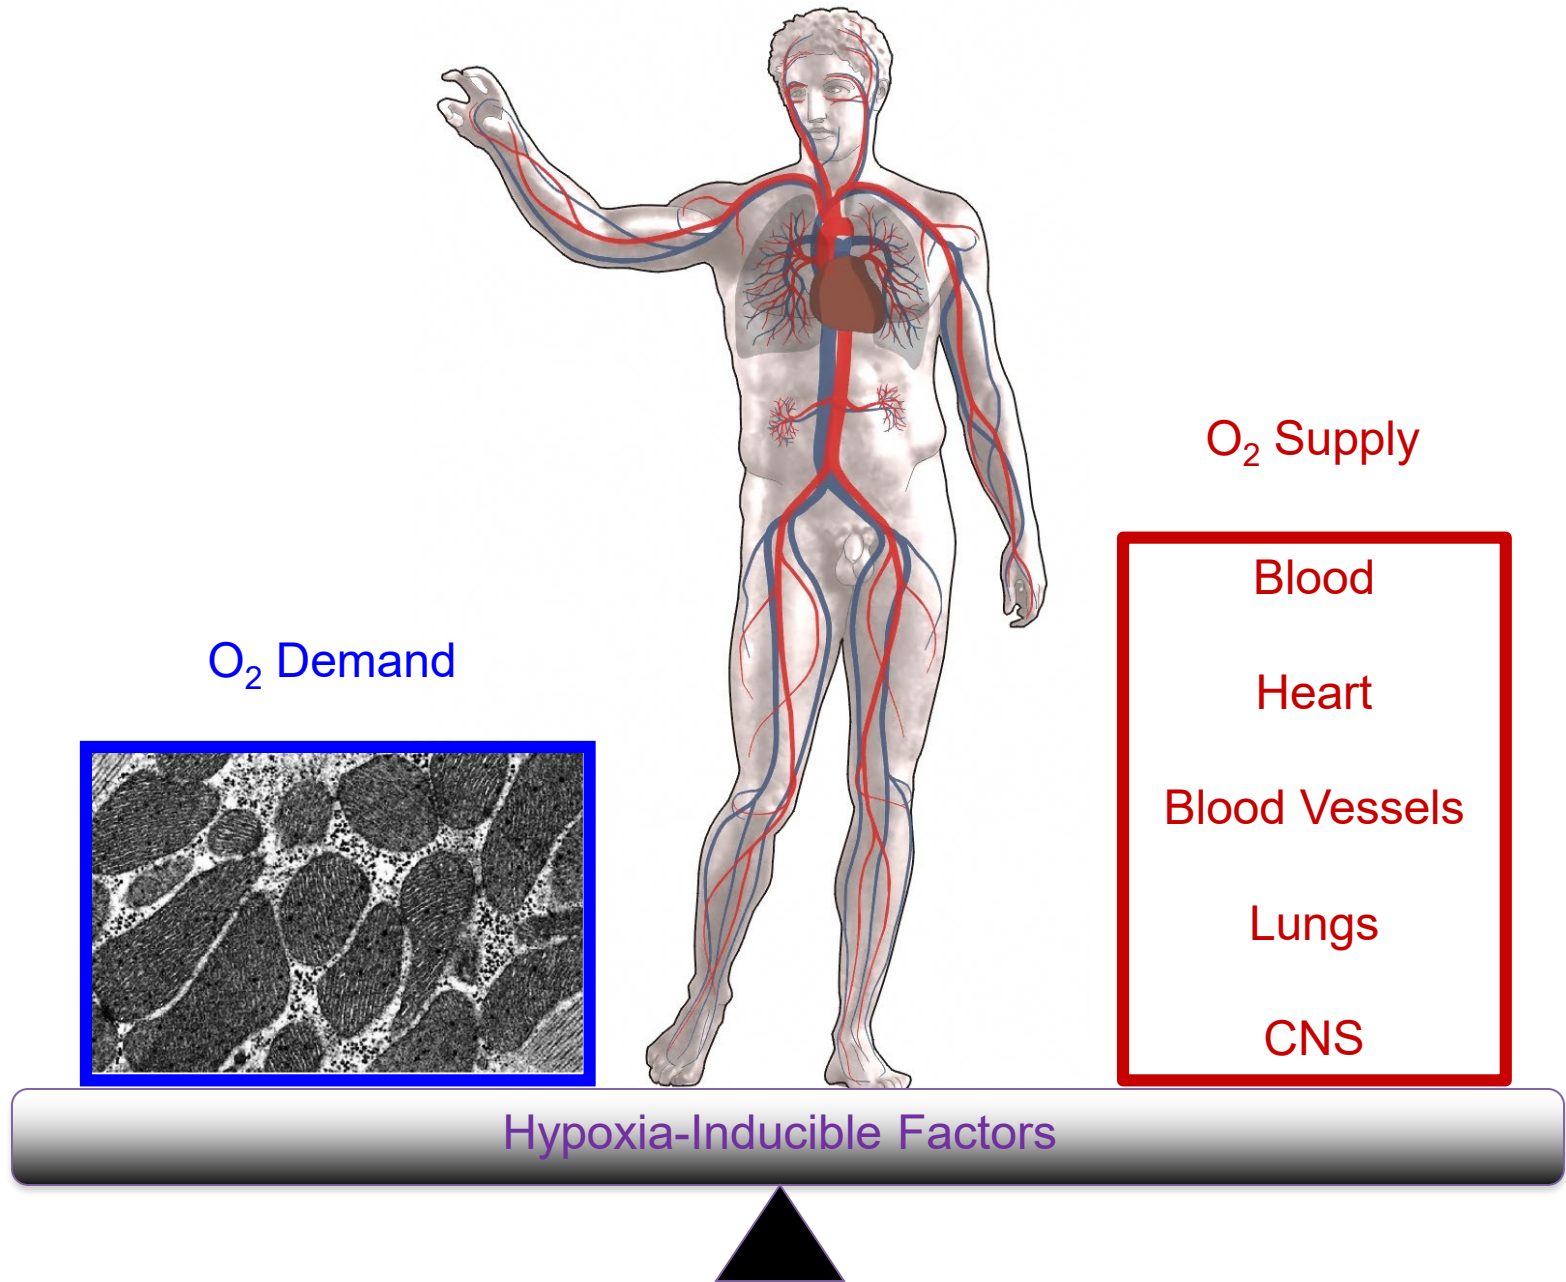 O₂ Supply
Blood
Heart
O₂ Demand
Blood Vessels
Lungs
CNS
Hypoxia-Inducible Factors